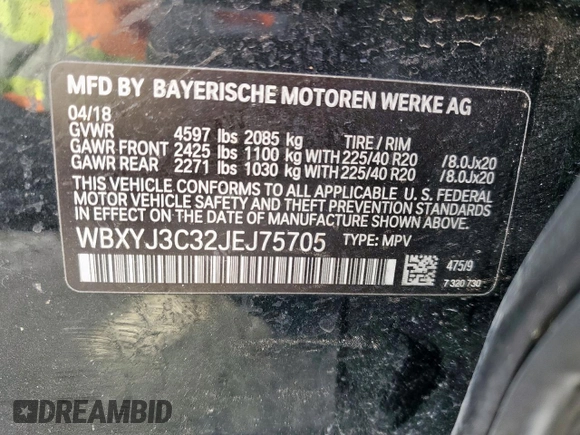 MFD BY BAYERISCHE MOTOREN WERKE AG
04/18
GVWR 4597 lbs 2085 kg TIRE / RIM
GAWR FRONT 2425 lbs 1100 kg WITH 225/40 R20 /8.0Jx20
GAWR REAR 2271 lbs 1030 kg WITH 225/40 R20 /8.0Jx20
THIS VEHICLE CONFORMS TO ALL APPLICABLE U. S. FEDERAL
MOTOR VEHICLE SAFETY AND THEFT PREVENTION STANDARDS
IN EFFECT ON THE DATE OF MANUFACTURE SHOWN ABOVE.
WBXYJ3C32JEJ75705 TYPE: MPV
475/9
7 320 730
DREAMBID